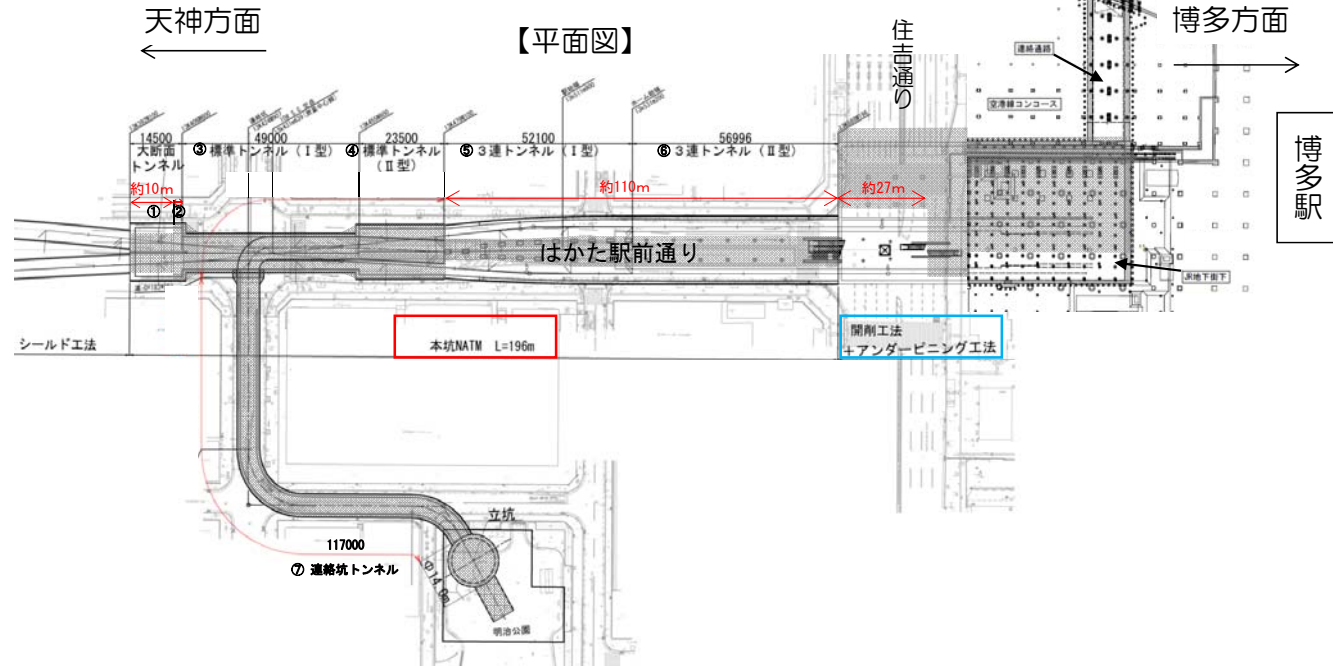 天神方面
【平面図】
住吉通り
博多方面
連絡通路
空港線コンコース
博多駅
14500
49000
23500
52100
56996
大断面
トンネル
③ 標準トンネル（Ⅰ型）
④ 標準トンネル
（Ⅱ型）
⑤ 3連トンネル（Ⅰ型）
⑥ 3連トンネル（Ⅱ型）
約10m
約110m
約27m
①
②
はかた駅前通り
JR地下街下
シールド工法
本坑NATM L=196m
開削工法
＋アンダーピニング工法
立坑
117000
⑦ 連絡坑トンネル
Φ14.0m
明治公園